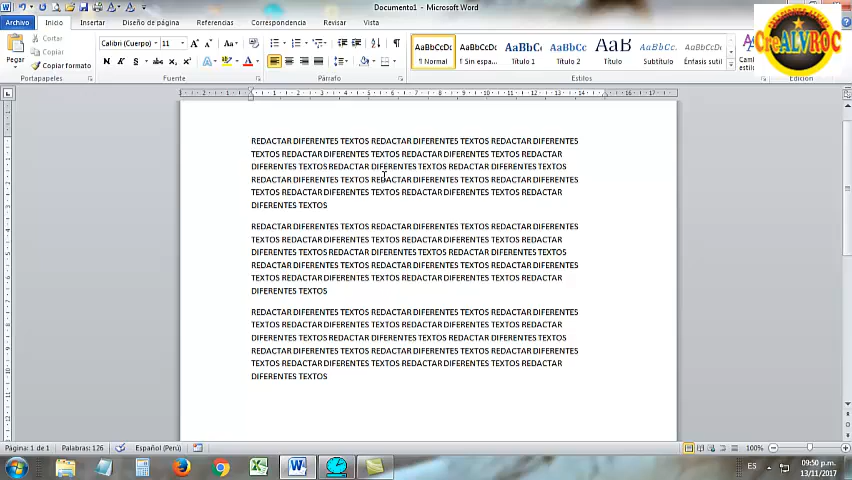 Documento1 - Microsoft Word
Archivo Inicio Insertar Diseño de página Referencias Correspondencia Revisar Vista
CreALVROC
Cortar
Copiar
Copiar formato
Pegar
Portapapeles
Calibri (Cuerpo) 11
Fuente
Párrafo
AaBbCcDc AaBbCcDc AaBbCc AaBbCc AaB AaBbCc. AaBbCcDc
¶ Normal ¶ Sin espa... Título 1 Título 2 Título Subtítulo Énfasis sutil
Estilos
Edición
REDACTAR DIFERENTES TEXTOS REDACTAR DIFERENTES TEXTOS REDACTAR DIFERENTES
TEXTOS REDACTAR DIFERENTES TEXTOS REDACTAR DIFERENTES TEXTOS REDACTAR
DIFERENTES TEXTOS REDACTAR DIFERENTES TEXTOS REDACTAR DIFERENTES TEXTOS
REDACTAR DIFERENTES TEXTOS REDACTAR DIFERENTES TEXTOS REDACTAR DIFERENTES
TEXTOS REDACTAR DIFERENTES TEXTOS REDACTAR DIFERENTES TEXTOS REDACTAR
DIFERENTES TEXTOS
REDACTAR DIFERENTES TEXTOS REDACTAR DIFERENTES TEXTOS REDACTAR DIFERENTES
TEXTOS REDACTAR DIFERENTES TEXTOS REDACTAR DIFERENTES TEXTOS REDACTAR
DIFERENTES TEXTOS REDACTAR DIFERENTES TEXTOS REDACTAR DIFERENTES TEXTOS
REDACTAR DIFERENTES TEXTOS REDACTAR DIFERENTES TEXTOS REDACTAR DIFERENTES
TEXTOS REDACTAR DIFERENTES TEXTOS REDACTAR DIFERENTES TEXTOS REDACTAR
DIFERENTES TEXTOS
REDACTAR DIFERENTES TEXTOS REDACTAR DIFERENTES TEXTOS REDACTAR DIFERENTES
TEXTOS REDACTAR DIFERENTES TEXTOS REDACTAR DIFERENTES TEXTOS REDACTAR
DIFERENTES TEXTOS REDACTAR DIFERENTES TEXTOS REDACTAR DIFERENTES TEXTOS
REDACTAR DIFERENTES TEXTOS REDACTAR DIFERENTES TEXTOS REDACTAR DIFERENTES
TEXTOS REDACTAR DIFERENTES TEXTOS REDACTAR DIFERENTES TEXTOS REDACTAR
DIFERENTES TEXTOS
Página: 1 de 1 Palabras: 126 Español (Perú) 100%
ES 09:50 p.m.
13/11/2017